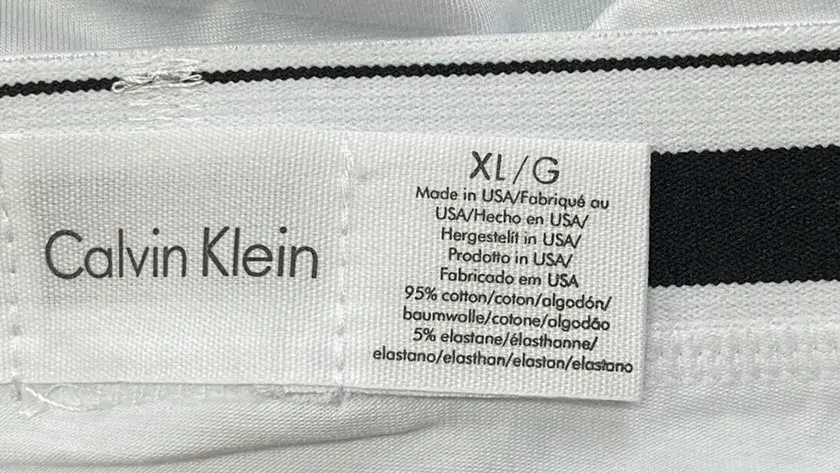 Calvin Klein
XL/G
Made in USA/Fabriqué au
USA/Hecho en USA/
Hergestellt in USA/
Prodotto in USA/
Fabricado em USA
95% cotton/coton/algodón/
baumwolle/cotone/algodão
5% elastane/élasthanne/
elastano/elasthan/elastan/elastano